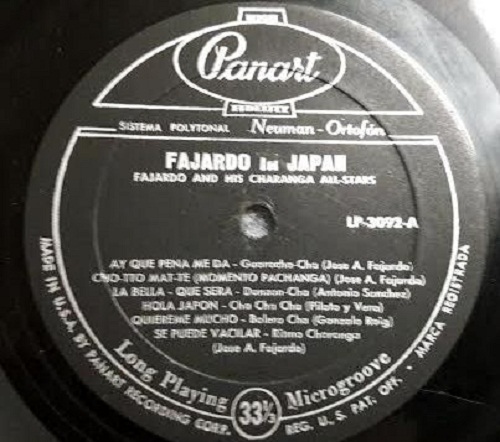 Panart
SISTEMA POLYTONAL Neuman-Ortofón
FAJARDO IN JAPAN
FAJARDO AND HIS CHARANGA ALL-STARS
LP-3092-A
AY QUE PENA ME DA - Guaracha-Cha (Jose A. Fajardo)
CHO-TTO MAT-TE (MOMENTO PACHANGA) (Jose A. Fajardo)
LA BELLA - QUE SERA - Danzon-Cha (Antonio Sanchez)
HOLA JAPON - Cha Cha Cha (Piloto y Vera)
QUIEREME MUCHO - Bolero Cha (Gonzalo Roig)
SE PUEDE VACILAR - Ritmo Charanga
(Jose A. Fajardo)
Long Playing 33⅓ Microgroove
MADE IN U.S.A. BY PANART RECORDING CORP. REG. U. S. PAT. OFF. • MARCA REGISTRADA